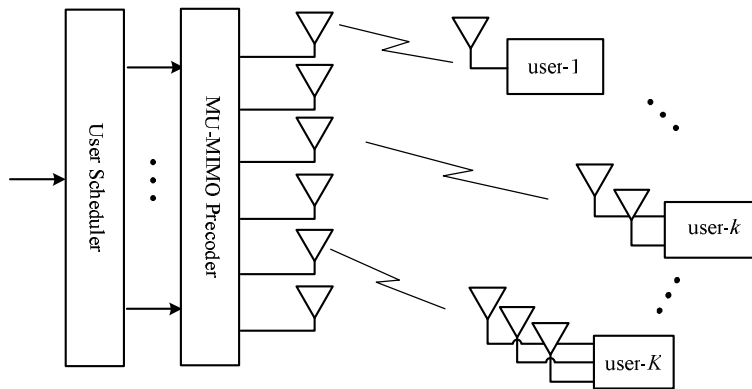 User Scheduler
MU-MIMO Precoder
user-1
user-k
user-K